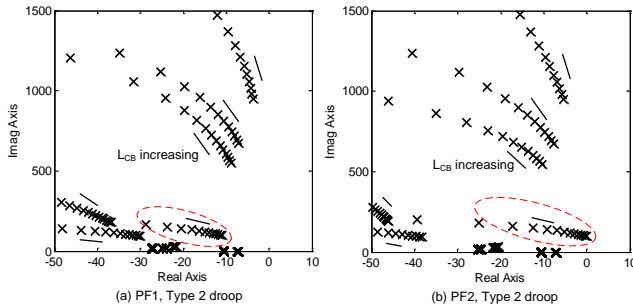 (a)
(b)
1500
1000
500
0
Imag Axis
L_CB increasing
-50 -40 -30 -20 -10 0 10
Real Axis
(a) PF1, Type 2 droop
1500
1000
500
0
Imag Axis
L_CB increasing
-50 -40 -30 -20 -10 0 10
Real Axis
(b) PF2, Type 2 droop